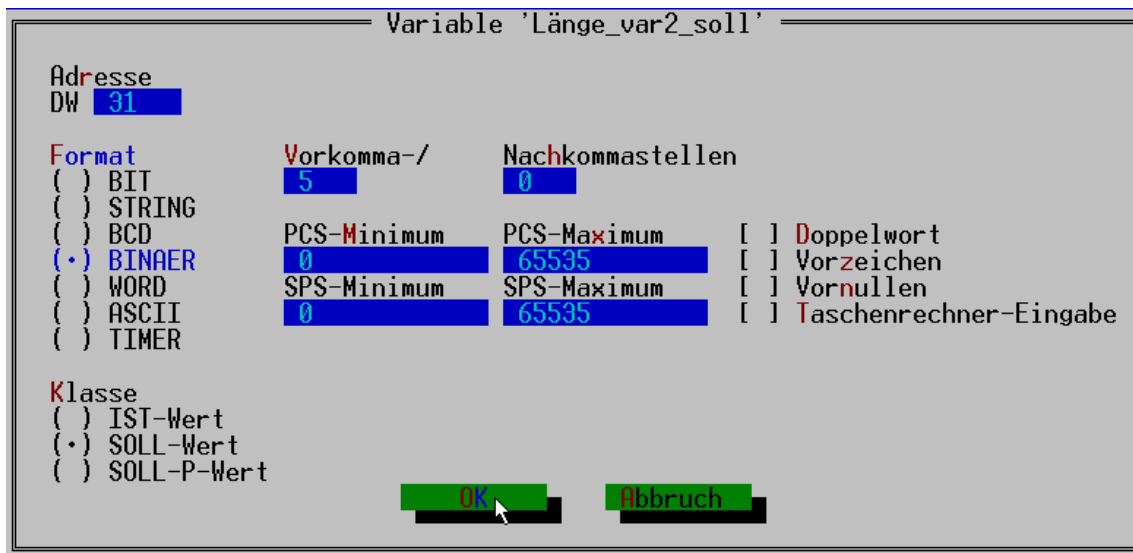 Variable 'Länge_var2_soll'
Adresse
DW 31
Format Vorkomma-/ Nachkommastellen
( ) BIT 5 0
( ) STRING
( ) BCD PCS-Minimum PCS-Maximum [ ] Doppelwort
(·) BINAER 0 65535 [ ] Vorzeichen
( ) WORD SPS-Minimum SPS-Maximum [ ] Vornullen
( ) ASCII 0 65535 [ ] Taschenrechner-Eingabe
( ) TIMER
Klasse
( ) IST-Wert
(·) SOLL-Wert
( ) SOLL-P-Wert
OK Abbruch